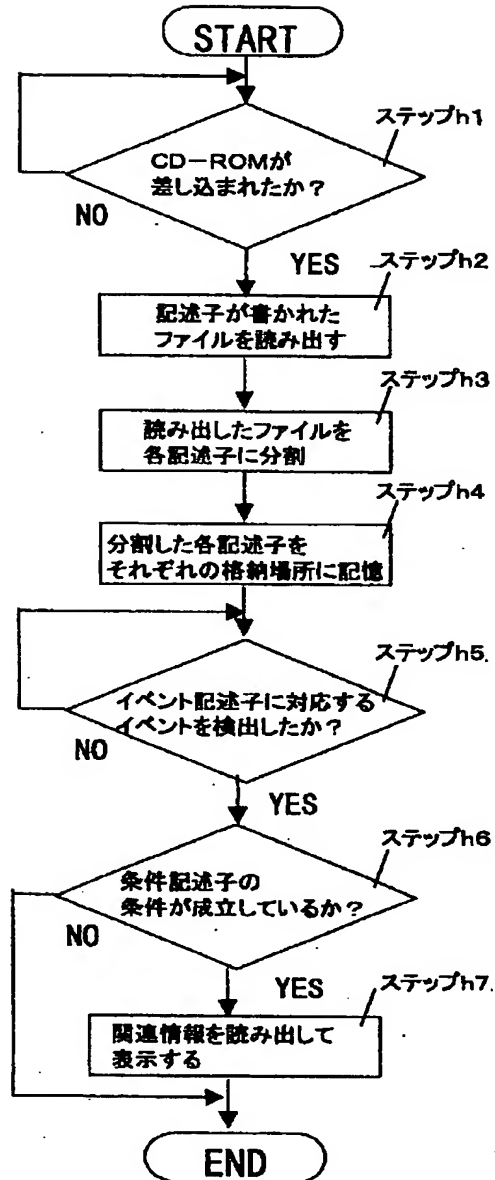 START
ステップh1
CD-ROMが
差し込まれたか?
NO
YES
ステップh2
記述子が書かれた
ファイルを読み出す
ステップh3
読み出したファイルを
各記述子に分割
ステップh4
分割した各記述子を
それぞれの格納場所に記憶
ステップh5
イベント記述子に対応する
イベントを検出したか?
NO
YES
ステップh6
条件記述子の
条件が成立しているか?
NO
YES
ステップh7
関連情報を読み出して
表示する
END